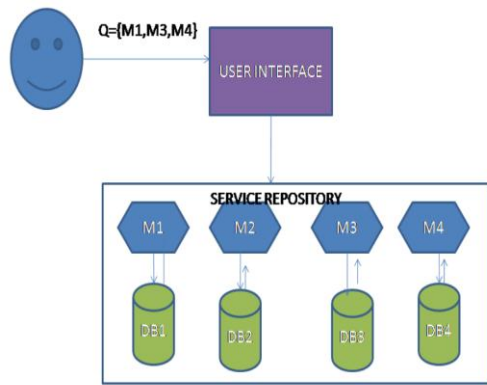 Q={M1,M3,M4}
USER INTERFACE
SERVICE REPOSITORY
M1
M2
M3
M4
DB1
DB2
DB3
DB4